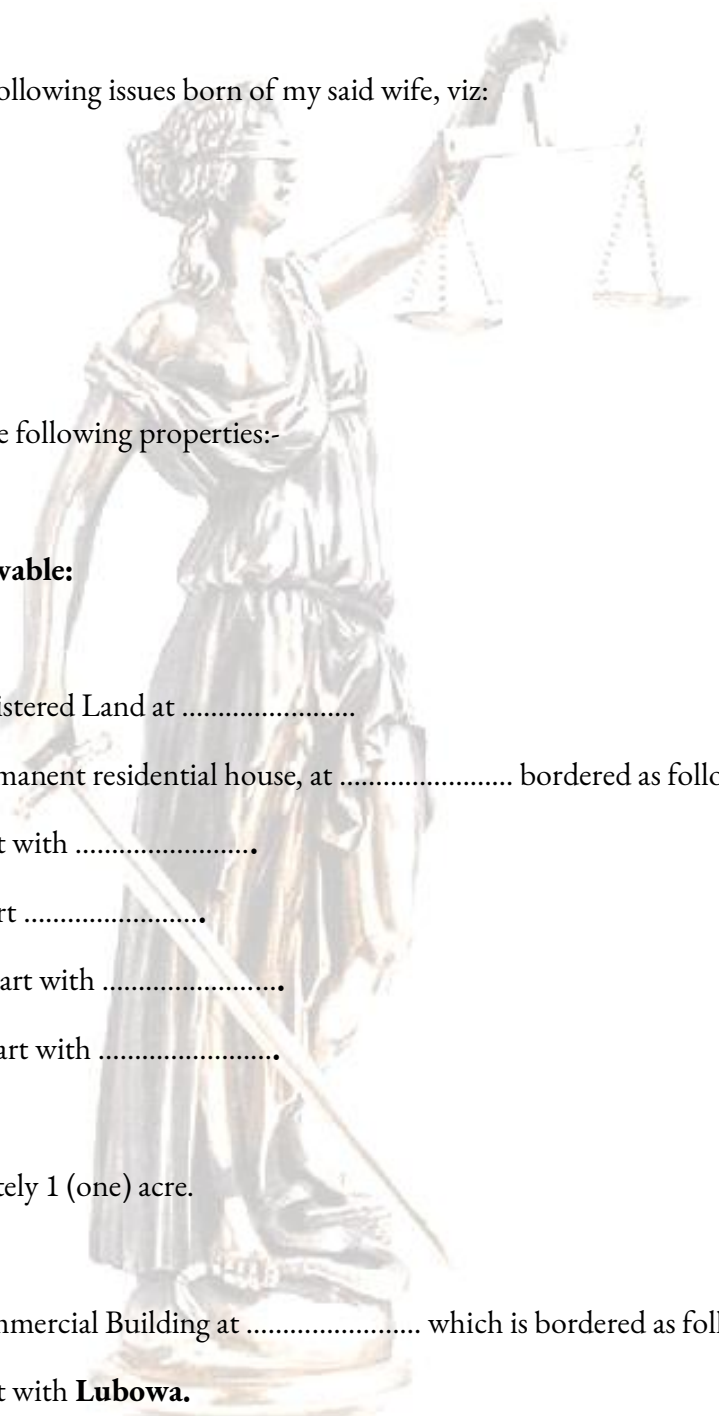 ollowing issues born of my said wife, viz:
e following properties:-
vable:
istered Land at ........................
manent residential house, at ........................ bordered as follo
t with .........................
rt .........................
art with .........................
art with .........................
tely 1 (one) acre.
nmercial Building at ........................ which is bordered as foll
t with Lubowa.